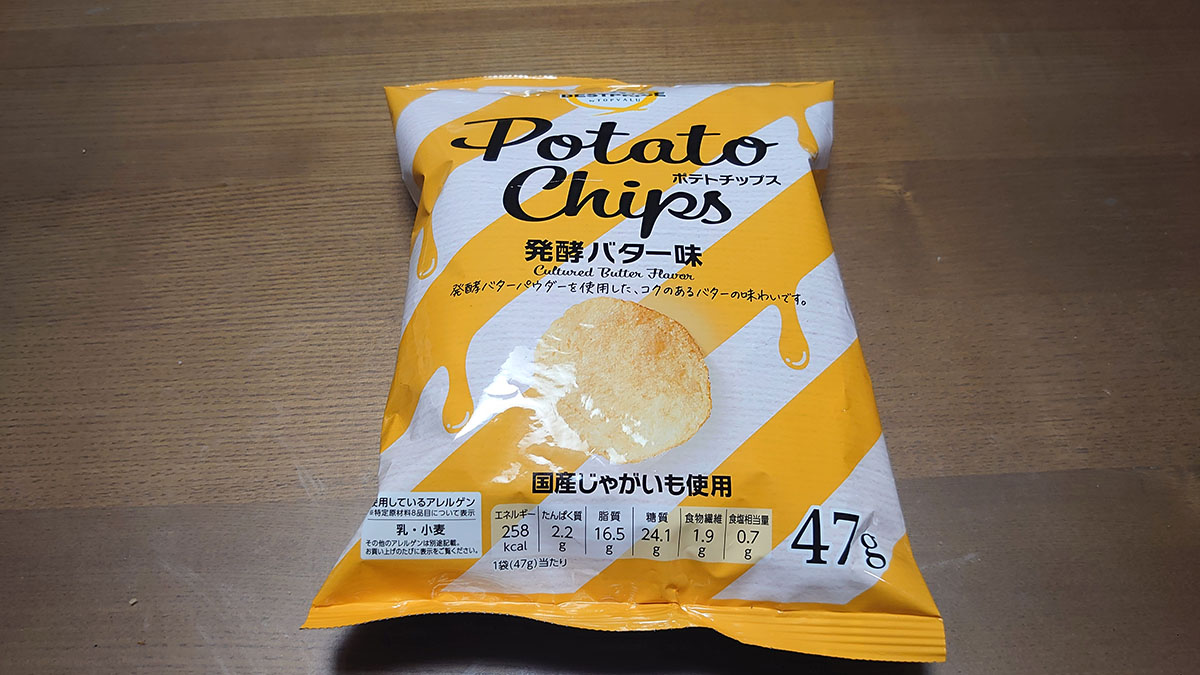 BESTPRICE
by TOPVALU
Potato
Chips
ポテトチップス
発酵バター味
Cultured Butter Flavor
発酵バターパウダーを使用した、コクのあるバターの味わいです。
国産じゃがいも使用
使用しているアレルゲン
※特定原材料8品目について表示
乳・小麦
その他のアレルゲンは別途記載。
お買い上げのたびに表示をご覧ください。
エネルギー たんぱく質 脂質 糖質 食物繊維 食塩相当量
258 2.2 16.5 24.1 1.9 0.7
kcal g g g g g
1袋(47g)当たり
47g